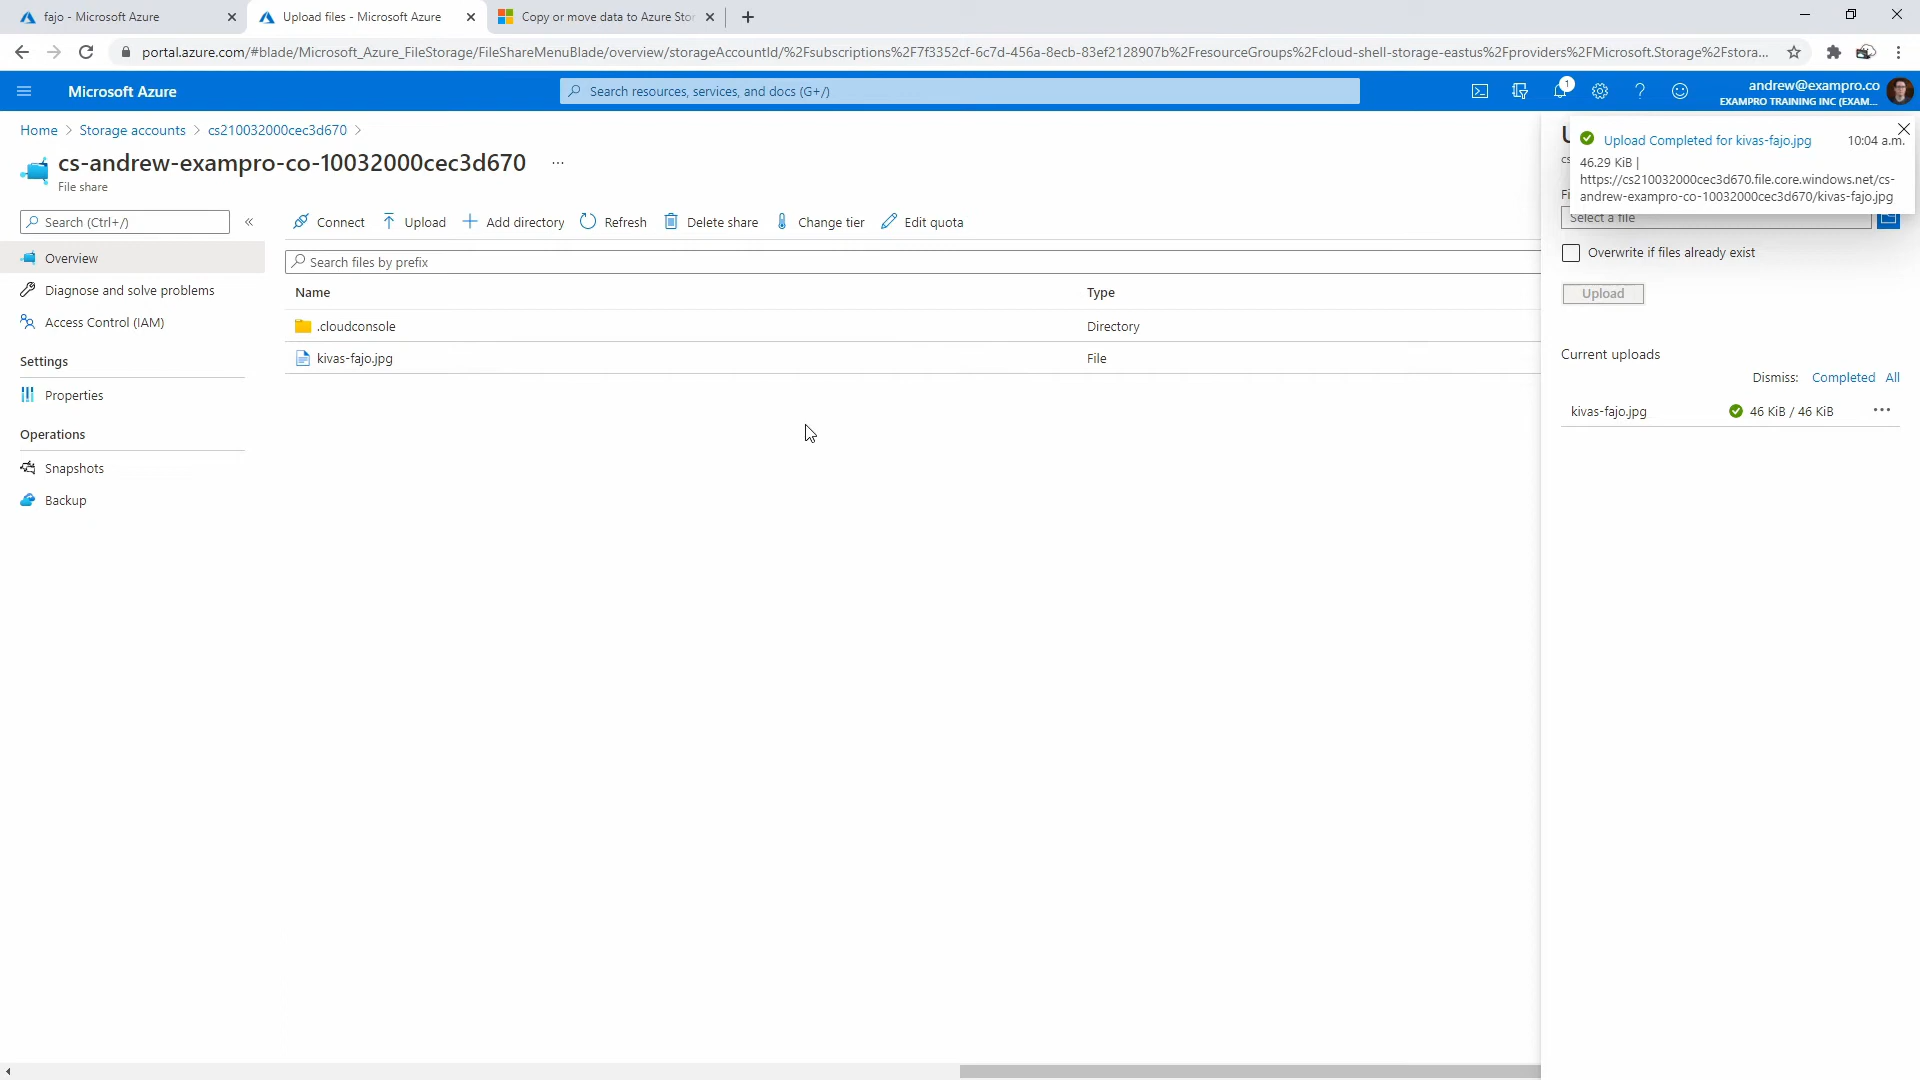 fajo - Microsoft Azure
Upload files - Microsoft Azure
Copy or move data to Azure Sto
portal.azure.com/#blade/Microsoft_Azure_FileStorage/FileShareMenuBlade/overview/storageAccountId/%2Fsubscriptions%2F7f3352cf-6c7d-456a-8ecb-83ef2128907b%2FresourceGroups%2Fcloud-shell-storage-eastus%2Fproviders%2FMicrosoft.Storage%2Fstora...
Microsoft Azure
Search resources, services, and docs (G+/)
1
andrew@exampro.co
EXAMPRO TRAINING INC (EXAM...
Home > Storage accounts > cs210032000cec3d670 >
cs-andrew-exampro-co-10032000cec3d670 ...
File share
Search (Ctrl+/)
«
Overview
Diagnose and solve problems
Access Control (IAM)
Settings
Properties
Operations
Snapshots
Backup
Connect
Upload
Add directory
Refresh
Delete share
Change tier
Edit quota
Search files by prefix
Name Type
.cloudconsole Directory
kivas-fajo.jpg File
Upload Completed for kivas-fajo.jpg 10:04 a.m.
46.29 KiB |
https://cs210032000cec3d670.file.core.windows.net/cs-
andrew-exampro-co-10032000cec3d670/kivas-fajo.jpg
Select a file
Overwrite if files already exist
Upload
Current uploads
Dismiss: Completed All
kivas-fajo.jpg 46 KiB / 46 KiB ...